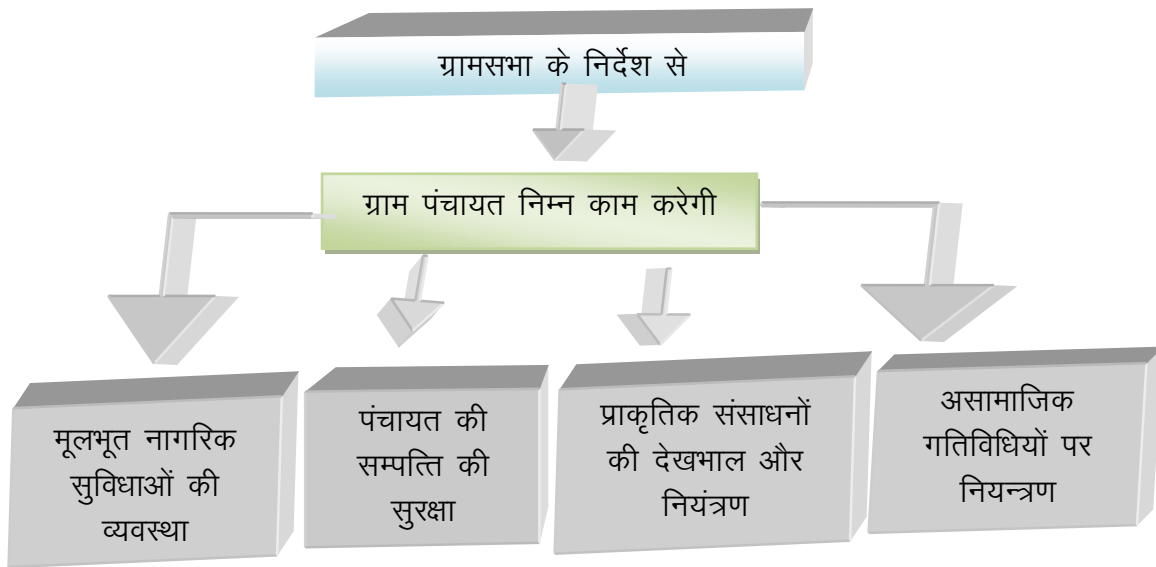 ग्रामसभा के निर्देश से
ग्राम पंचायत निम्न काम करेगी
मूलभूत नागरिक
सुविधाओं की
व्यवस्था
पंचायत की
सम्पत्ति की
सुरक्षा
प्राकृतिक संसाधनों
की देखभाल और
नियंत्रण
असामाजिक
गतिविधियों पर
नियन्त्रण